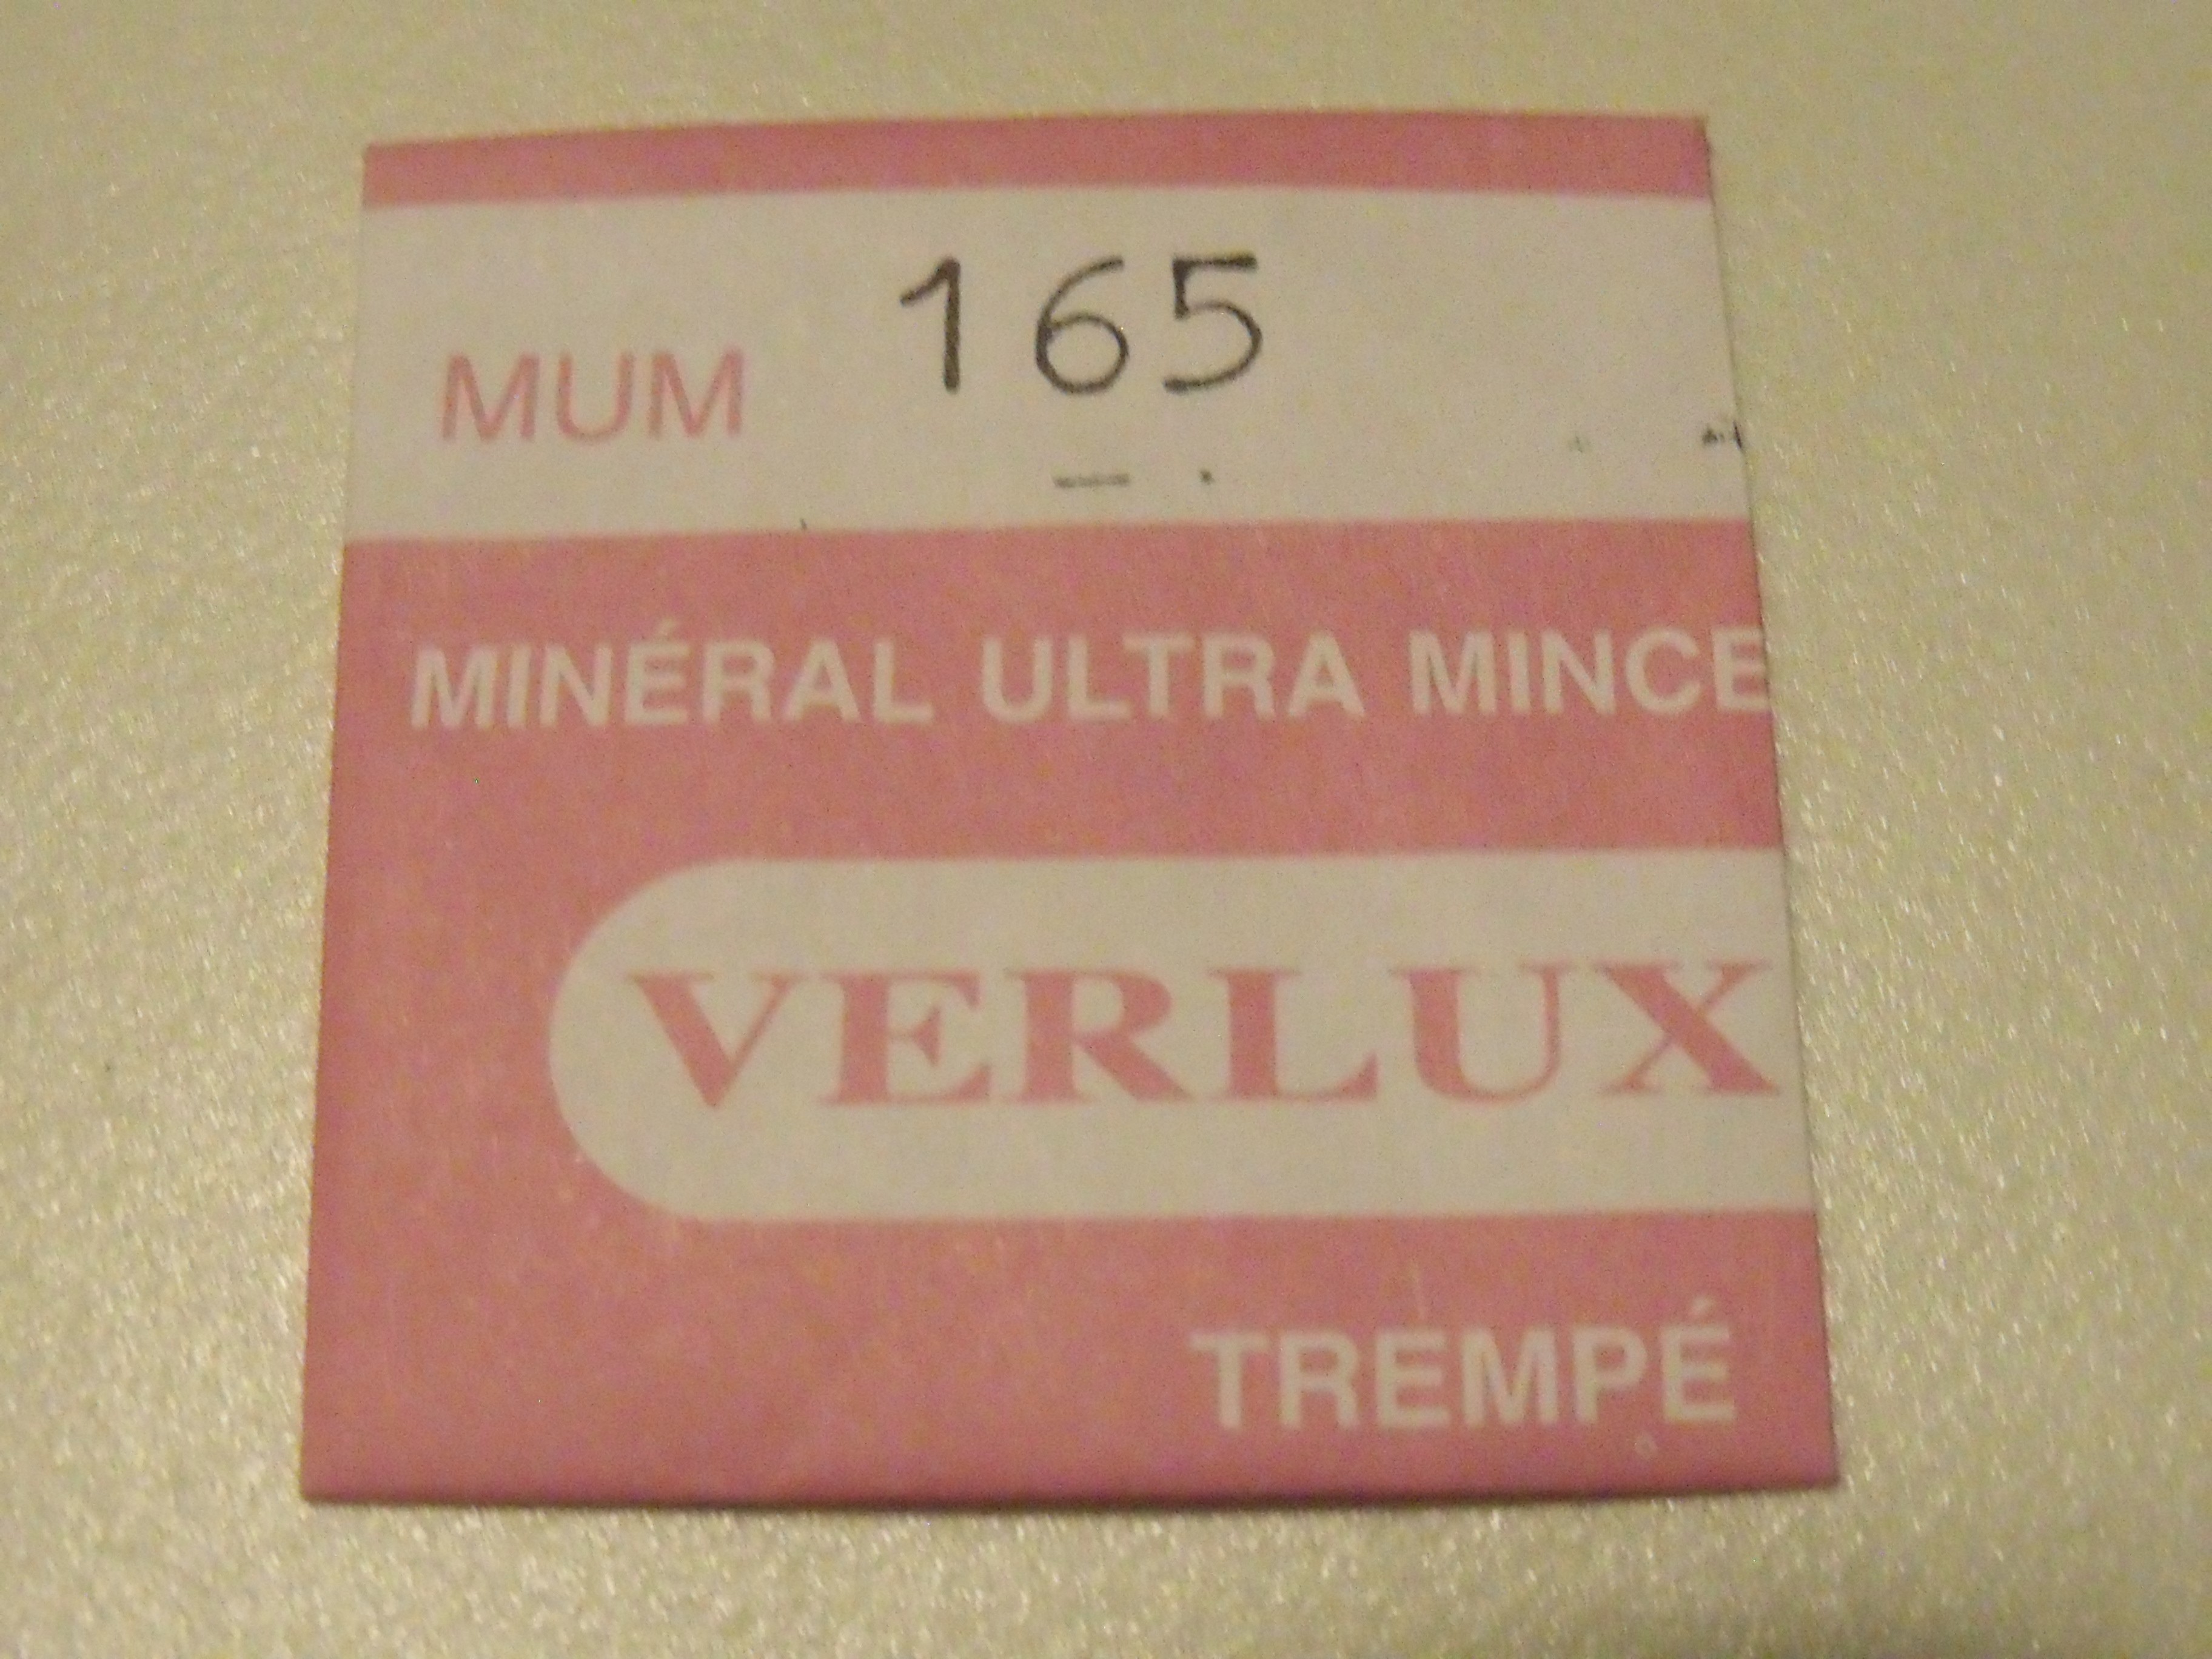 MUM 165
MINÉRAL ULTRA MINCE
VERLUX
TREMPÉ